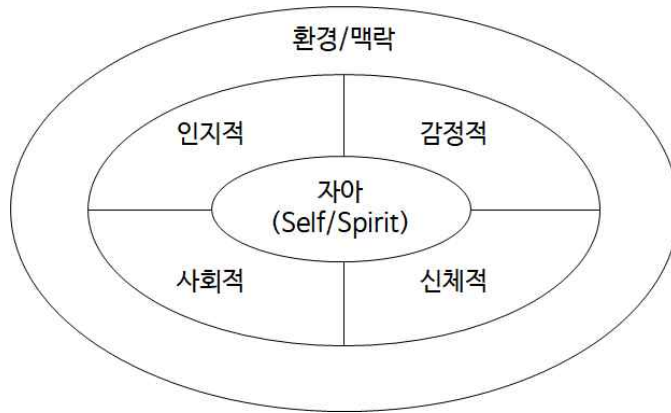 환경/맥락
인지적
감정적
자아
(Self/Spirit)
사회적
신체적